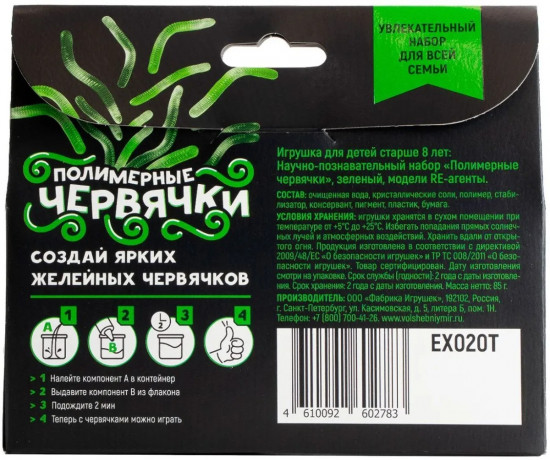 УВЛЕКАТЕЛЬНЫЙ
НАБОР
ДЛЯ ВСЕЙ
СЕМЬИ
ПОЛИМЕРНЫЕ
ЧЕРВЯЧКИ
СОЗДАЙ ЯРКИХ
ЖЕЛЕЙНЫХ ЧЕРВЯЧКОВ
1 2 3 4
A B 2
> 1 Налейте компонент А в контейнер
> 2 Выдавите компонент В из флакона
> 3 Подождите 2 мин
> 4 Теперь с червячками можно играть
Игрушка для детей старше 8 лет:
Научно-познавательный набор «Полимерные
червячки», зеленый, модели RE-агенты.
СОСТАВ: очищенная вода, кристаллические соли, полимер, стаби-
лизатор, консервант, пигмент, пластик, бумага.
УСЛОВИЯ ХРАНЕНИЯ: игрушки хранятся в сухом помещении при
температуре от +5°C до +25°C. Избегать попадания прямых солнеч-
ных лучей и атмосферных воздействий. Хранить вдали от откры-
того огня. Продукция изготовлена в соответствии с директивой
2009/48/ЕС «О безопасности игрушек» и ТР ТС 008/2011 «О безопас-
ности игрушек». Товар сертифицирован. Дату изготовления
смотри на упаковке. Срок службы (годности): 2 года с даты изготовле-
ния. Срок хранения: 2 года с даты изготовления. Масса нетто: 85 г.
ПРОИЗВОДИТЕЛЬ: ООО «Фабрика Игрушек», 192102, Россия,
г. Санкт-Петербург, ул. Касимовская, д. 5, литера Б, пом. 1Н.
Телефон: +7 (800) 700-41-26. www.volshebniymir.ru
EX020T
4 610092 602783